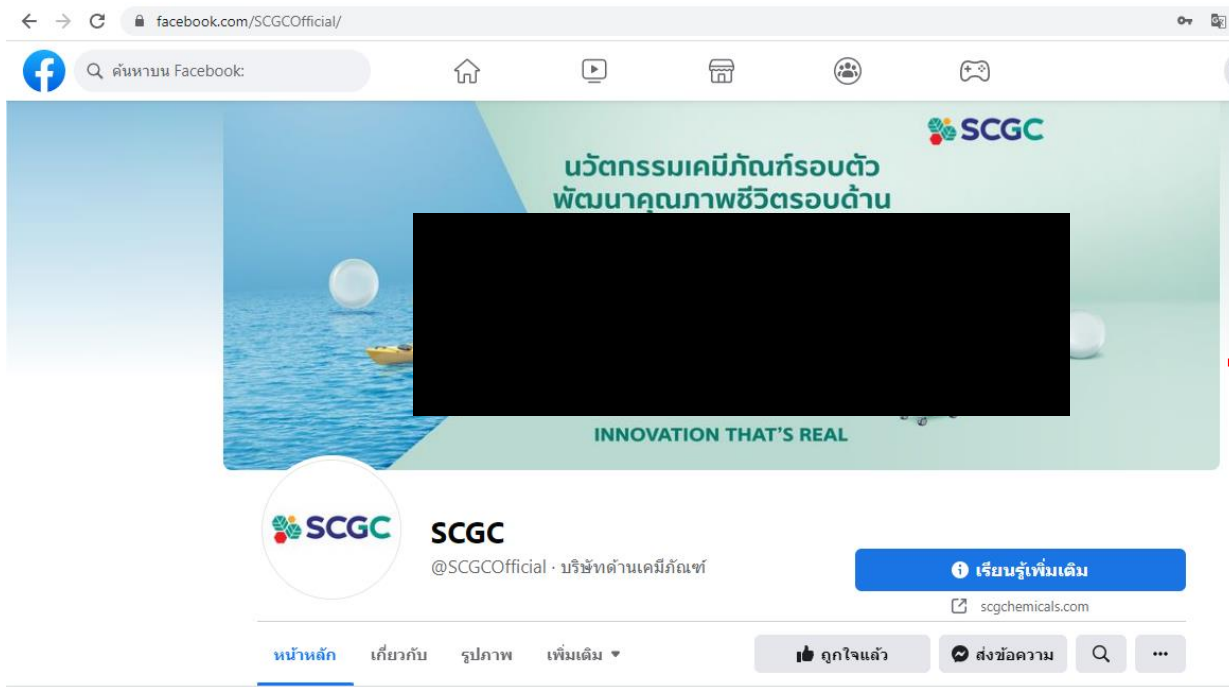 facebook.com/SCGCOfficial/
ค้นหาบน Facebook:
SCGC
นวัตกรรมเคมีภัณฑ์รอบตัว
พัฒนาคุณภาพชีวิตรอบด้าน
INNOVATION THAT'S REAL
SCGC
SCGC
@SCGCOfficial · บริษัทด้านเคมีภัณฑ์
เรียนรู้เพิ่มเติม
scgchemicals.com
หน้าหลัก เกี่ยวกับ รูปภาพ เพิ่มเติม ถูกใจแล้ว ส่งข้อความ